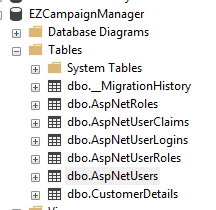 EZCampaignManager
Database Diagrams
Tables
System Tables
dbo.__MigrationHistory
dbo.AspNetRoles
dbo.AspNetUserClaims
dbo.AspNetUserLogins
dbo.AspNetUserRoles
dbo.AspNetUsers
dbo.CustomerDetails